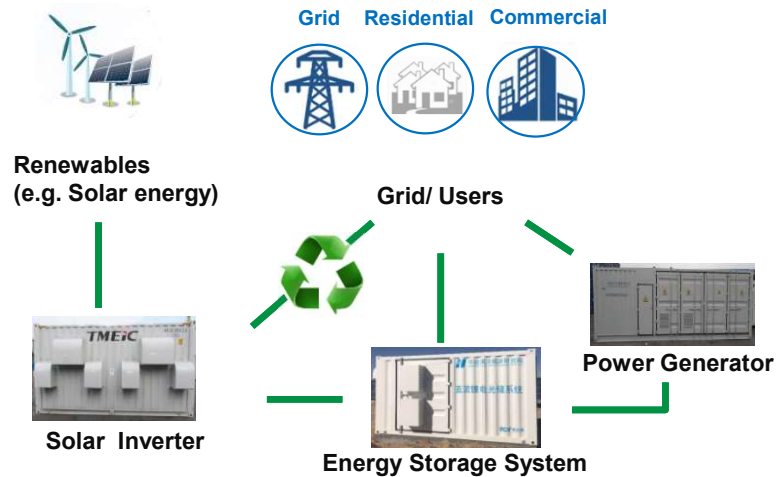 Grid Residential Commercial
Renewables
(e.g. Solar energy)
Grid/ Users
TMEiC
Power Generator
Solar Inverter
Energy Storage System